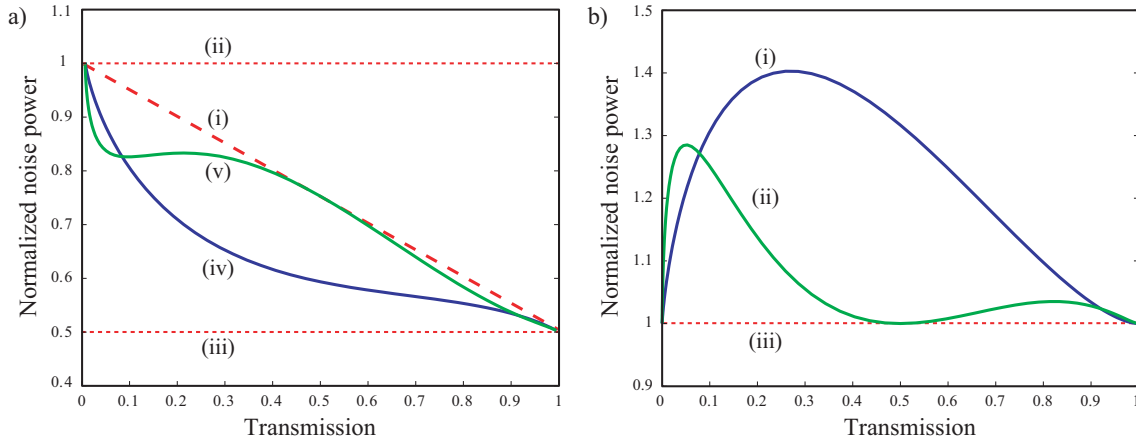 a)
1.1
1
0.9
0.8
0.7
0.6
0.5
0.4
Normalized noise power
(ii)
(i)
(v)
(iv)
(iii)
0 0.1 0.2 0.3 0.4 0.5 0.6 0.7 0.8 0.9 1
Transmission
b)
1.5
1.4
1.3
1.2
1.1
1
0.9
Normalized noise power
(i)
(ii)
(iii)
0 0.1 0.2 0.3 0.4 0.5 0.6 0.7 0.8 0.9 1
Transmission